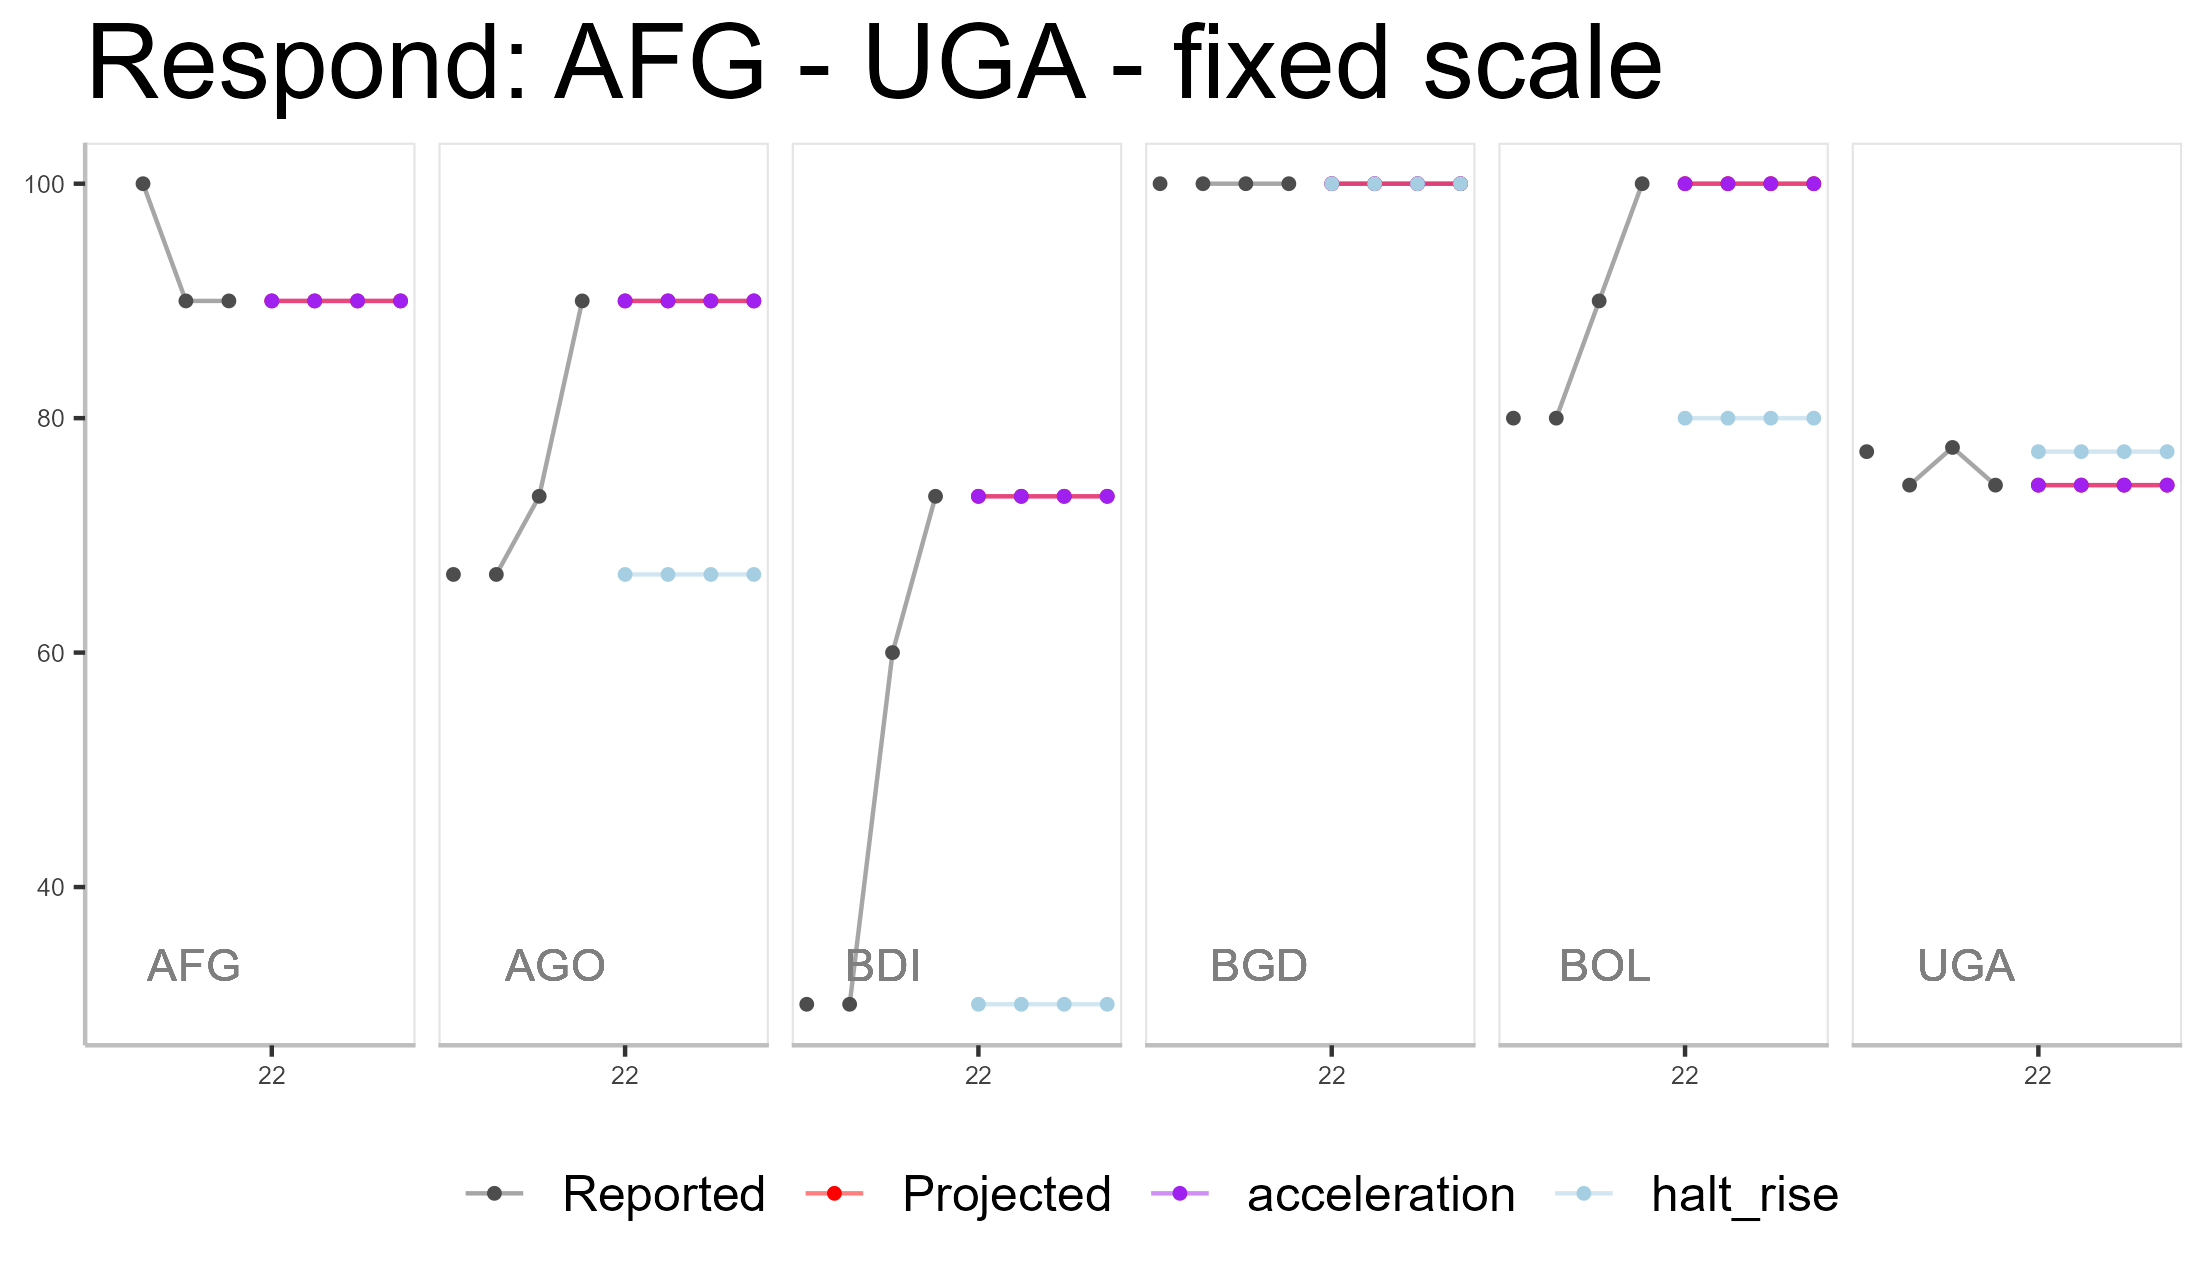 Respond: AFG - UGA - fixed scale
100
80
60
40
AFG
AGO
BDI
BGD
BOL
UGA
22 22 22 22 22 22
Reported Projected acceleration halt_rise